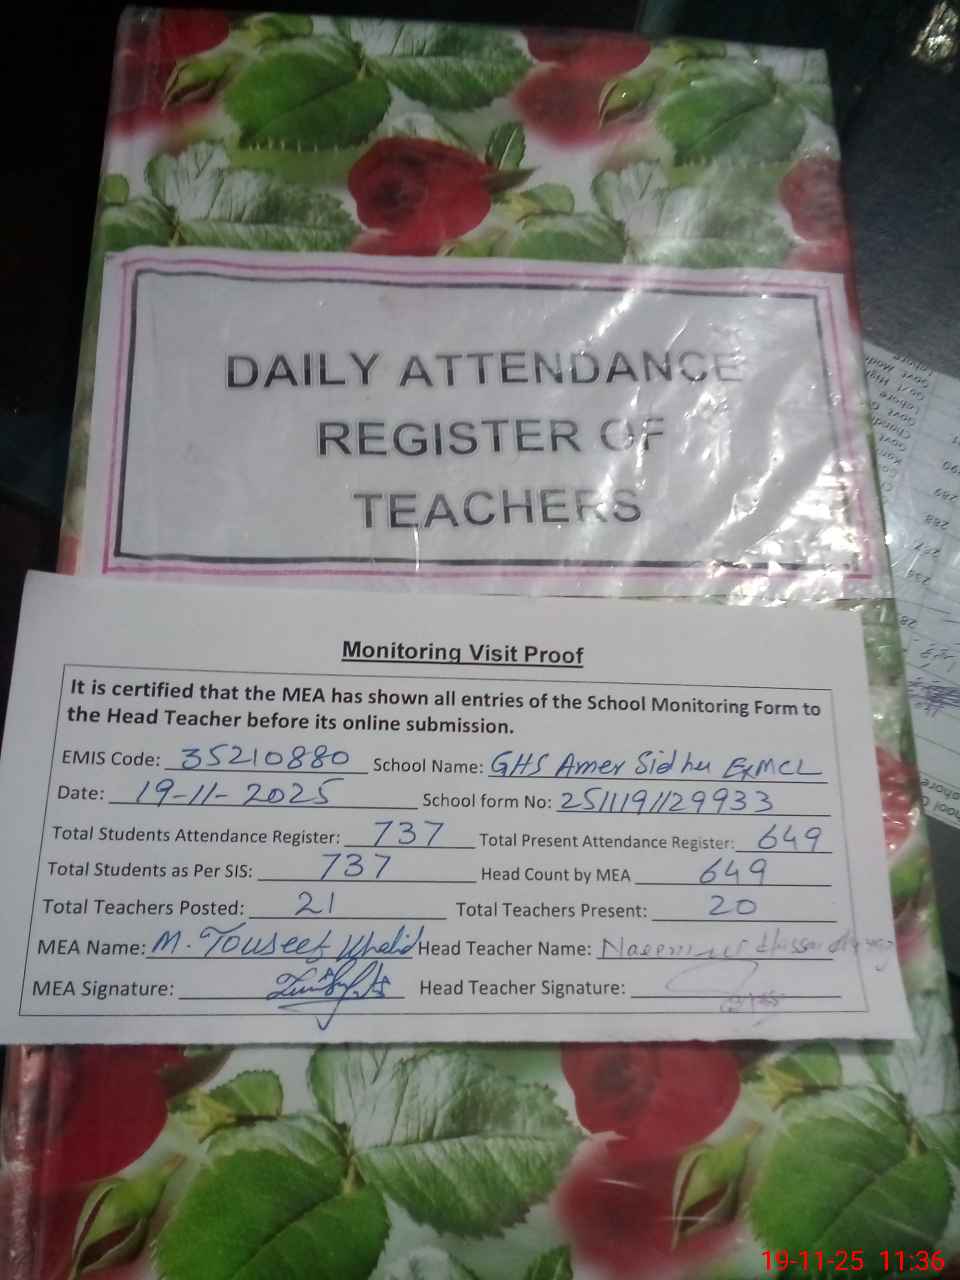 DAILY ATTENDANCE
REGISTER OF
TEACHERS
Monitoring Visit Proof
It is certified that the MEA has shown all entries of the School Monitoring Form to
the Head Teacher before its online submission.
EMIS Code: 35210880 School Name: GHS Amer Sidhu ExMCL
Date: 19-11-2025 School form No: 2511191129933
Total Students Attendance Register: 737 Total Present Attendance Register: 649
Total Students as Per SIS: 737 Head Count by MEA 649
Total Teachers Posted: 21 Total Teachers Present: 20
MEA Name: M. Touseef Khalid Head Teacher Name:
MEA Signature: Head Teacher Signature:
19-11-25 11:36